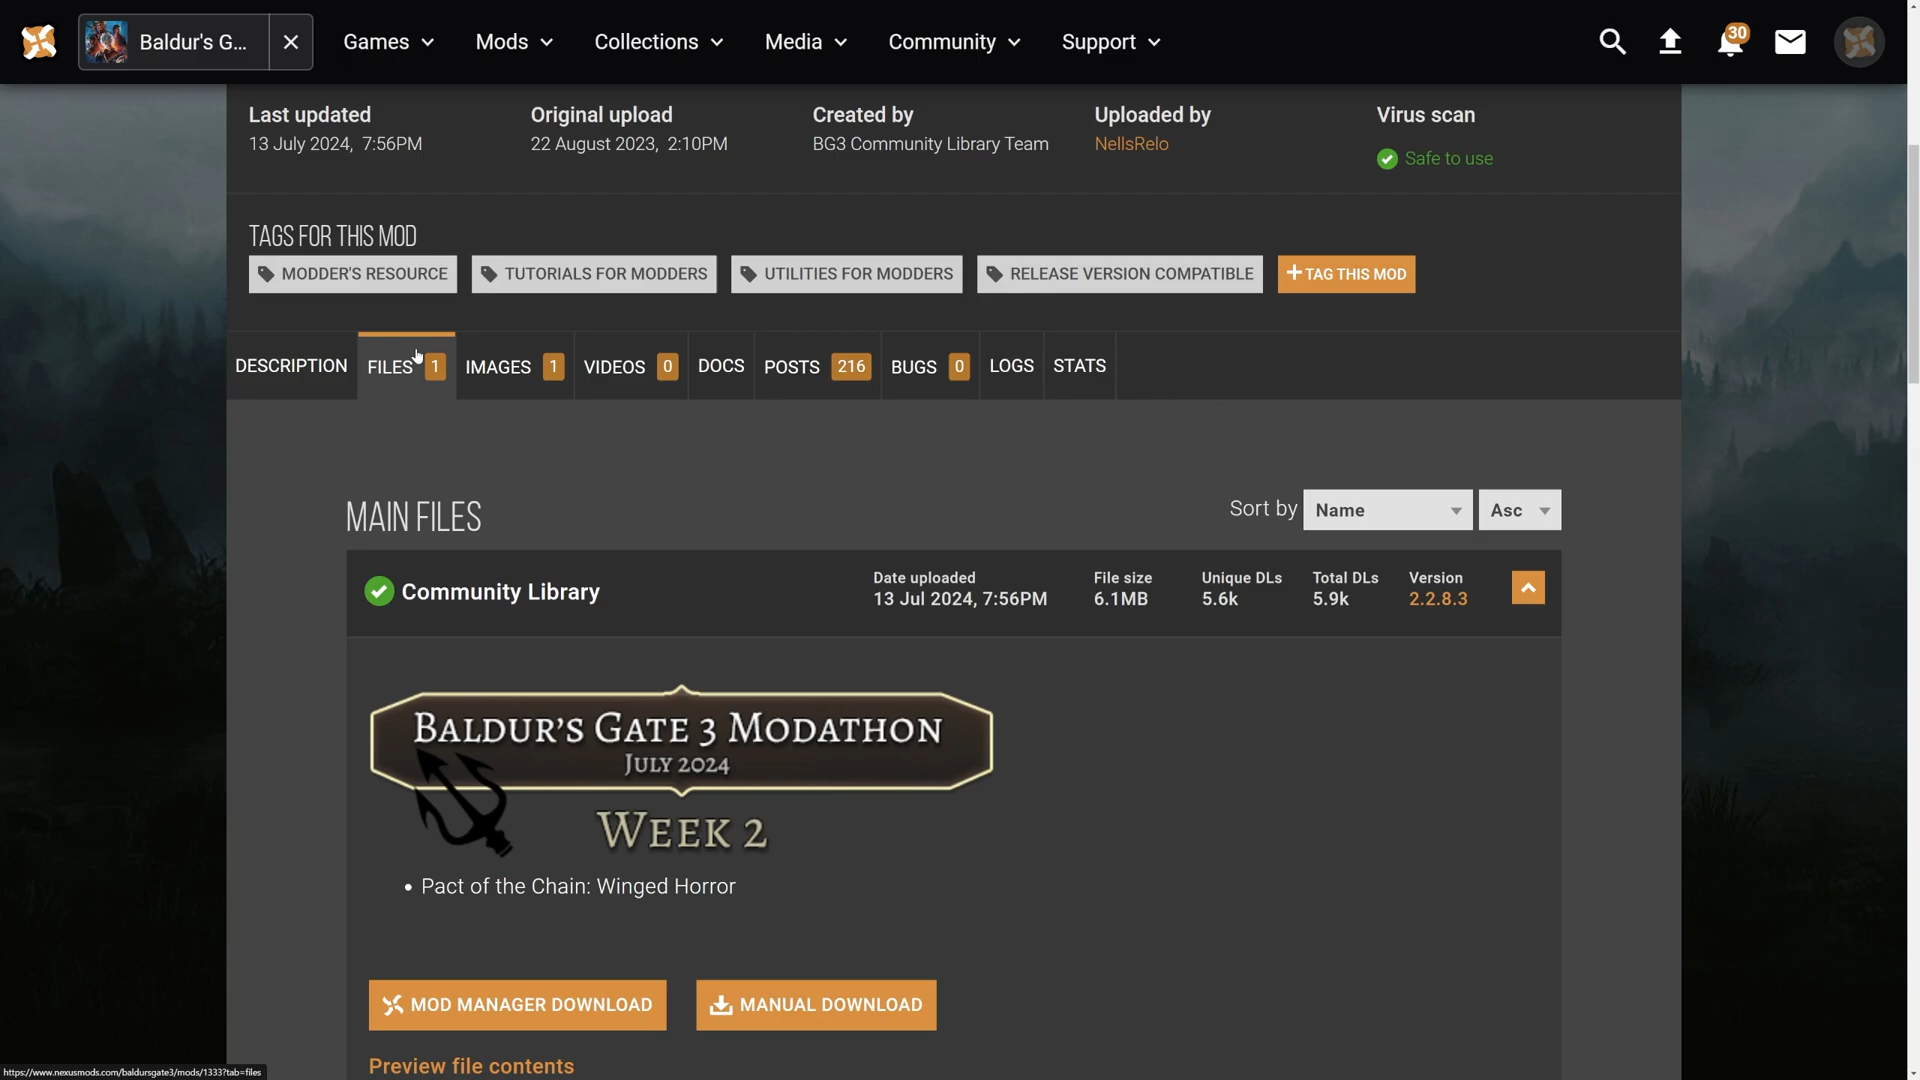 Baldur's G...
Games
Mods
Collections
Media
Community
Support
30
Last updated
13 July 2024, 7:56PM
Original upload
22 August 2023, 2:10PM
Created by
BG3 Community Library Team
Uploaded by
NellsRelo
Virus scan
Safe to use
TAGS FOR THIS MOD
MODDER'S RESOURCE
TUTORIALS FOR MODDERS
UTILITIES FOR MODDERS
RELEASE VERSION COMPATIBLE
+TAG THIS MOD
DESCRIPTION
FILES 1
IMAGES 1
VIDEOS 0
DOCS
POSTS 216
BUGS 0
LOGS
STATS
MAIN FILES
Sort by
Name
Asc
Community Library
Date uploaded
13 Jul 2024, 7:56PM
File size
6.1MB
Unique DLs
5.6k
Total DLs
5.9k
Version
2.2.8.3
BALDUR'S GATE 3 MODATHON
JULY 2024
WEEK 2
• Pact of the Chain: Winged Horror
MOD MANAGER DOWNLOAD
MANUAL DOWNLOAD
Preview file contents
https://www.nexusmods.com/baldursgate3/mods/1333?tab=files